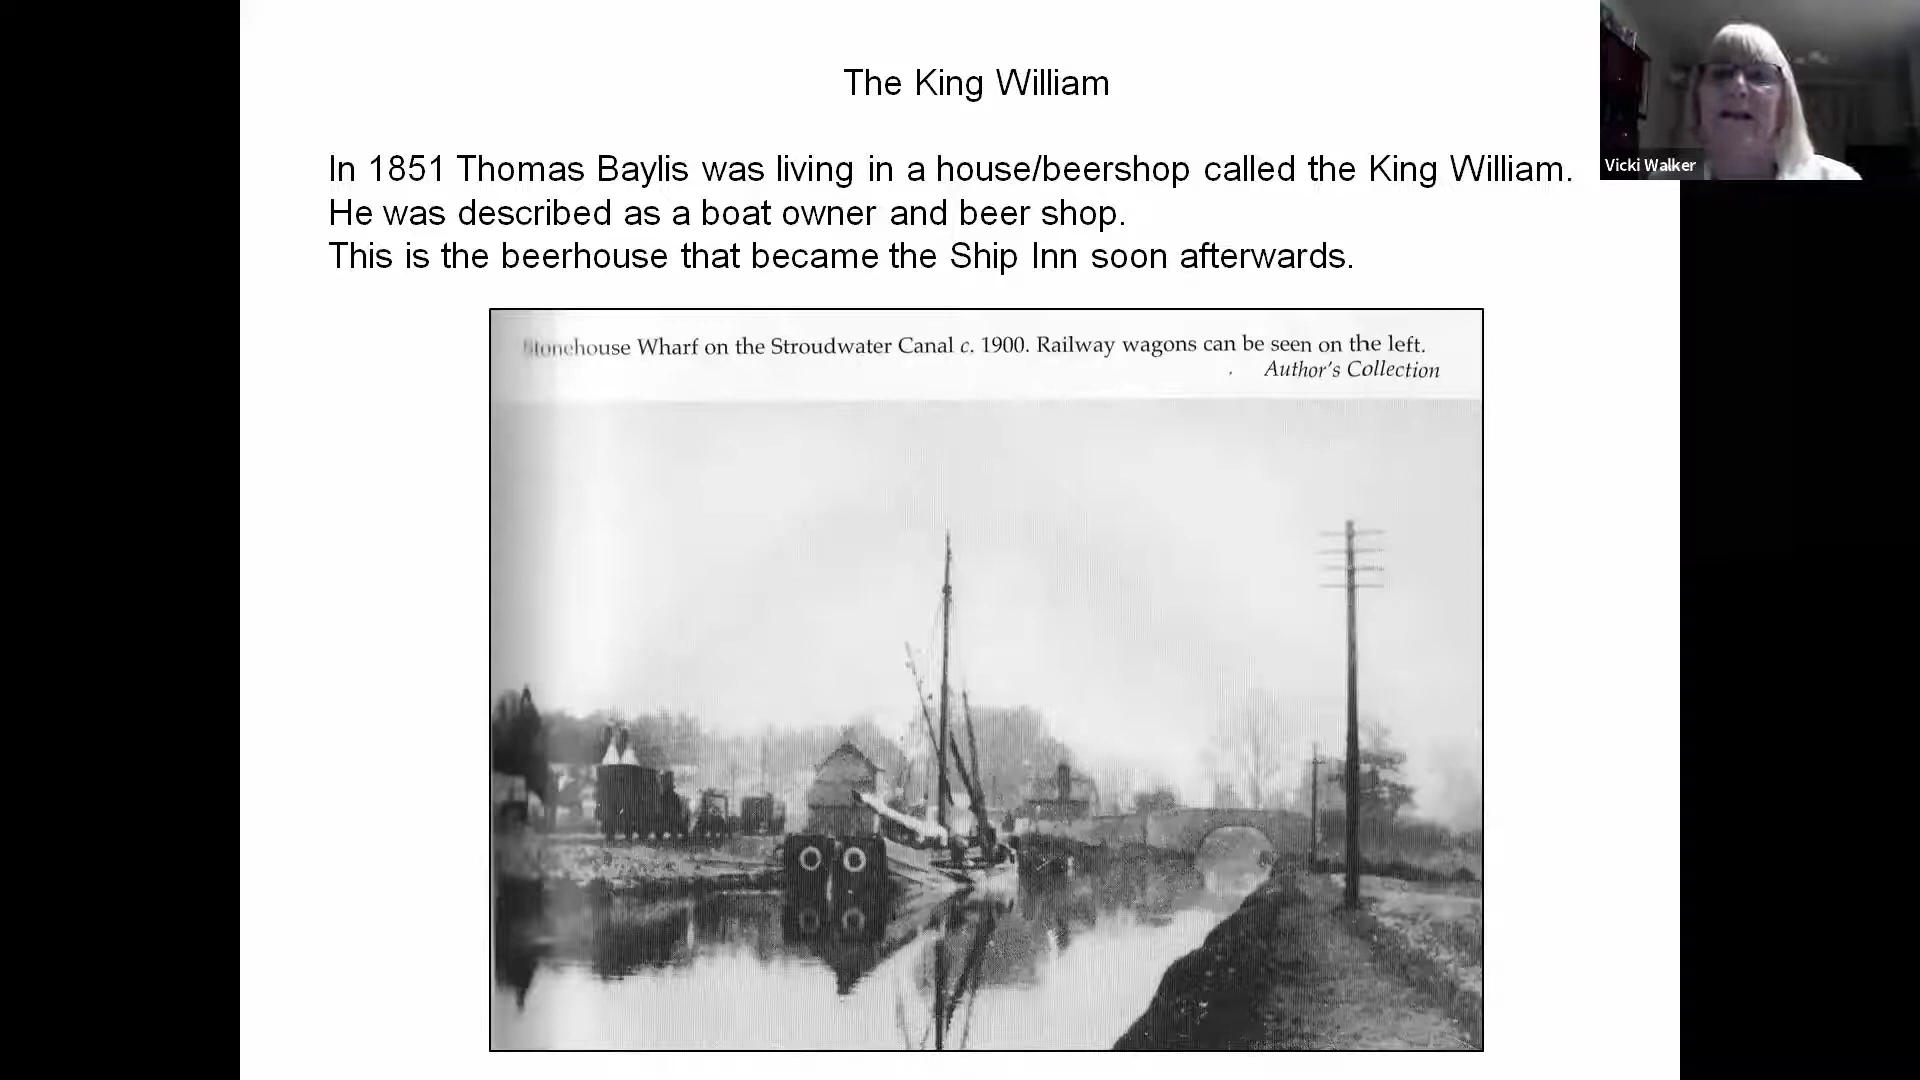 The King William
In 1851 Thomas Baylis was living in a house/beershop called the King William.
He was described as a boat owner and beer shop.
This is the beerhouse that became the Ship Inn soon afterwards.
Stonehouse Wharf on the Stroudwater Canal c. 1900. Railway wagons can be seen on the left.
Author's Collection
Vicki Walker